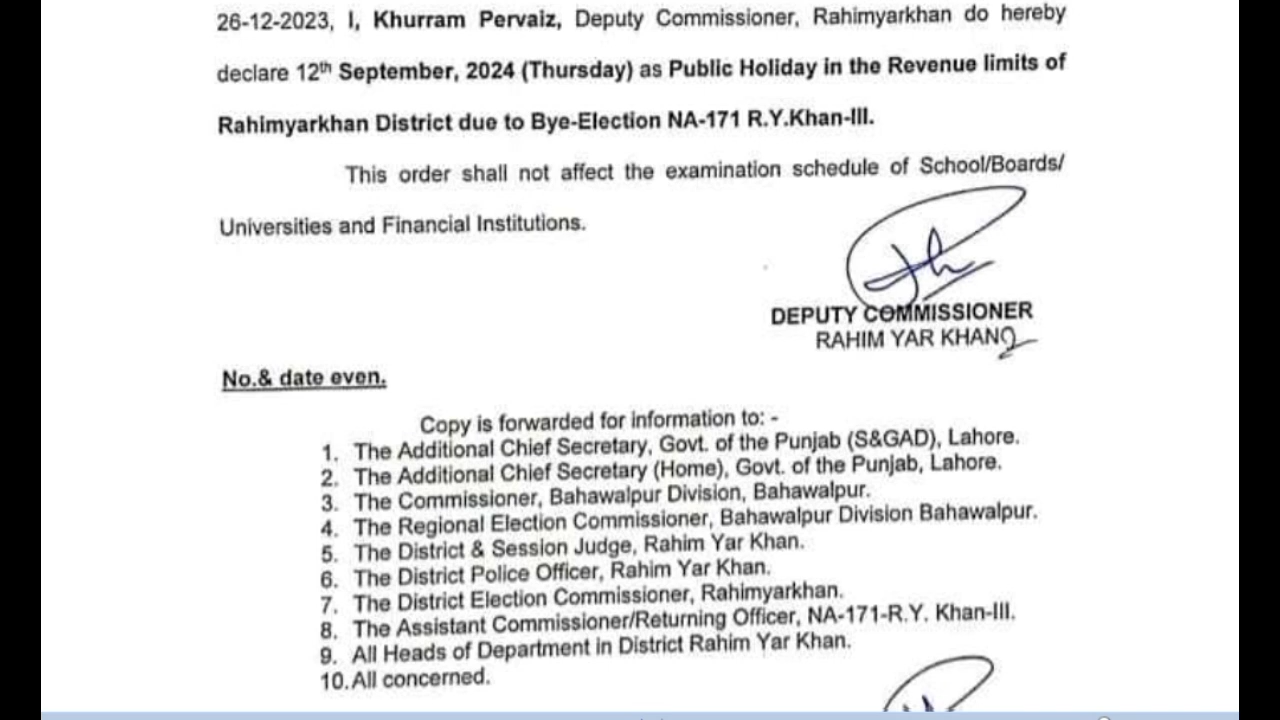 26-12-2023, I, Khurram Pervaiz, Deputy Commissioner, Rahimyarkhan do hereby
declare 12th September, 2024 (Thursday) as Public Holiday in the Revenue limits of
Rahimyarkhan District due to Bye-Election NA-171 R.Y.Khan-III.
This order shall not affect the examination schedule of School/Boards/
Universities and Financial Institutions.
DEPUTY COMMISSIONER
RAHIM YAR KHAN
No.& date even.
Copy is forwarded for information to: -
1. The Additional Chief Secretary, Govt. of the Punjab (S&GAD), Lahore.
2. The Additional Chief Secretary (Home), Govt. of the Punjab, Lahore.
3. The Commissioner, Bahawalpur Division, Bahawalpur.
4. The Regional Election Commissioner, Bahawalpur Division Bahawalpur.
5. The District & Session Judge, Rahim Yar Khan.
6. The District Police Officer, Rahim Yar Khan.
7. The District Election Commissioner, Rahimyarkhan.
8. The Assistant Commissioner/Returning Officer, NA-171-R.Y. Khan-III.
9. All Heads of Department in District Rahim Yar Khan.
10. All concerned.